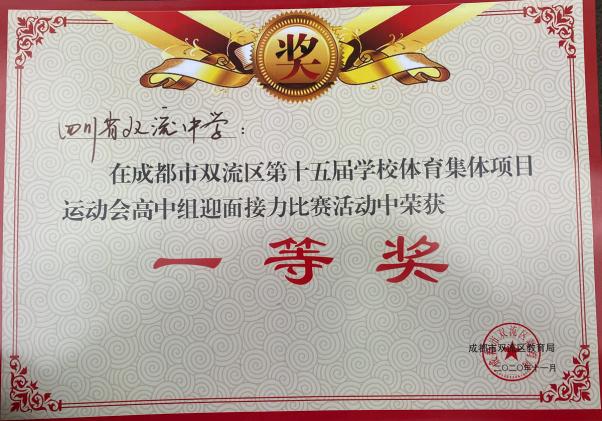 奖
四川省双流中学：
在成都市双流区第十五届学校体育集体项目
运动会高中组迎面接力比赛活动中荣获
一等奖
成都市双流区教育局
二〇二〇年十一月